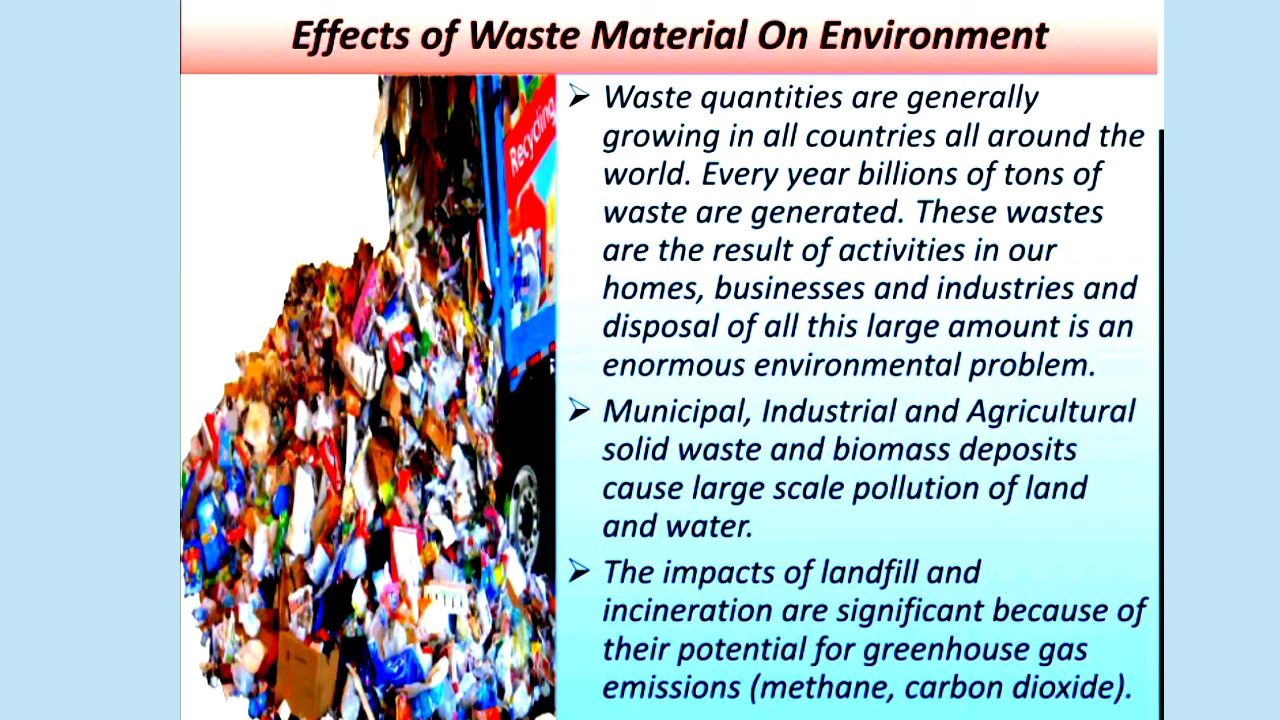 Effects of Waste Material On Environment
Recycling
➢ Waste quantities are generally
growing in all countries all around the
world. Every year billions of tons of
waste are generated. These wastes
are the result of activities in our
homes, businesses and industries and
disposal of all this large amount is an
enormous environmental problem.
➢ Municipal, Industrial and Agricultural
solid waste and biomass deposits
cause large scale pollution of land
and water.
➢ The impacts of landfill and
incineration are significant because of
their potential for greenhouse gas
emissions (methane, carbon dioxide).